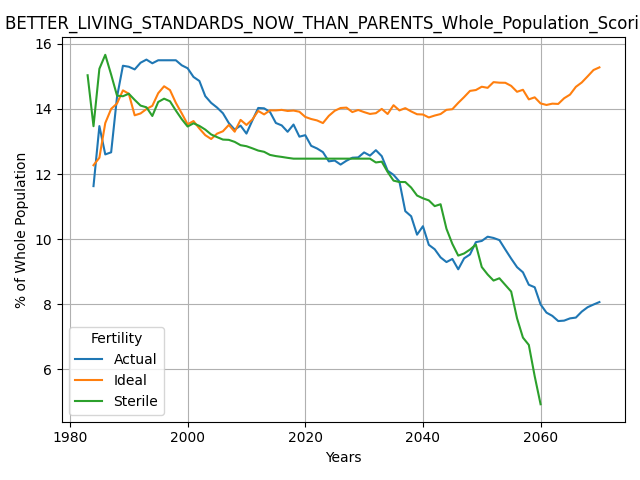 BETTER_LIVING_STANDARDS_NOW_THAN_PARENTS_Whole_Population_Scori
% of Whole Population
16
14
12
10
8
6
Fertility
Actual
Ideal
Sterile
1980
2000
2020
2040
2060
Years